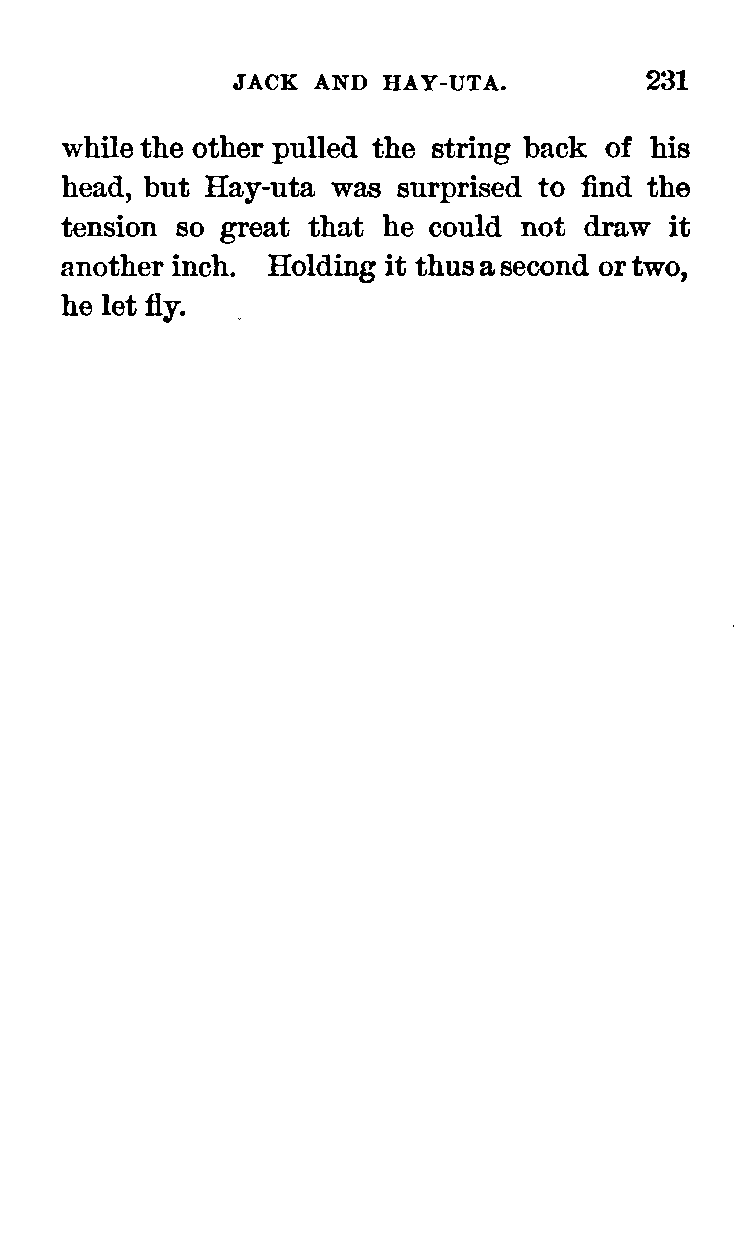 JACK AND HAY-UTA. 231
while the other pulled the string back of his
head, but Hay-uta was surprised to find the
tension so great that he could not draw it
another inch. Holding it thus a second or two,
he let fly.